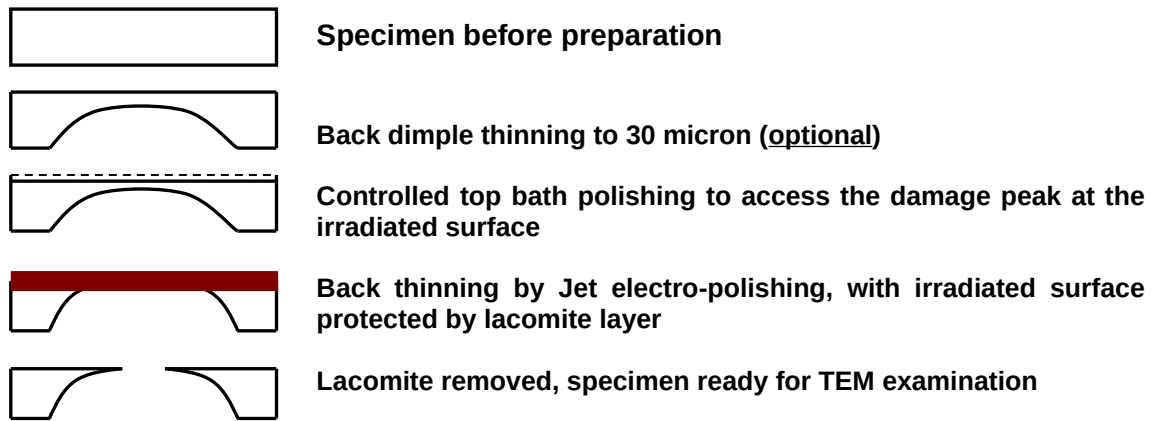 Specimen before preparation
Back dimple thinning to 30 micron (optional)
Controlled top bath polishing to access the damage peak at the
irradiated surface
Back thinning by Jet electro-polishing, with irradiated surface
protected by lacomite layer
Lacomite removed, specimen ready for TEM examination